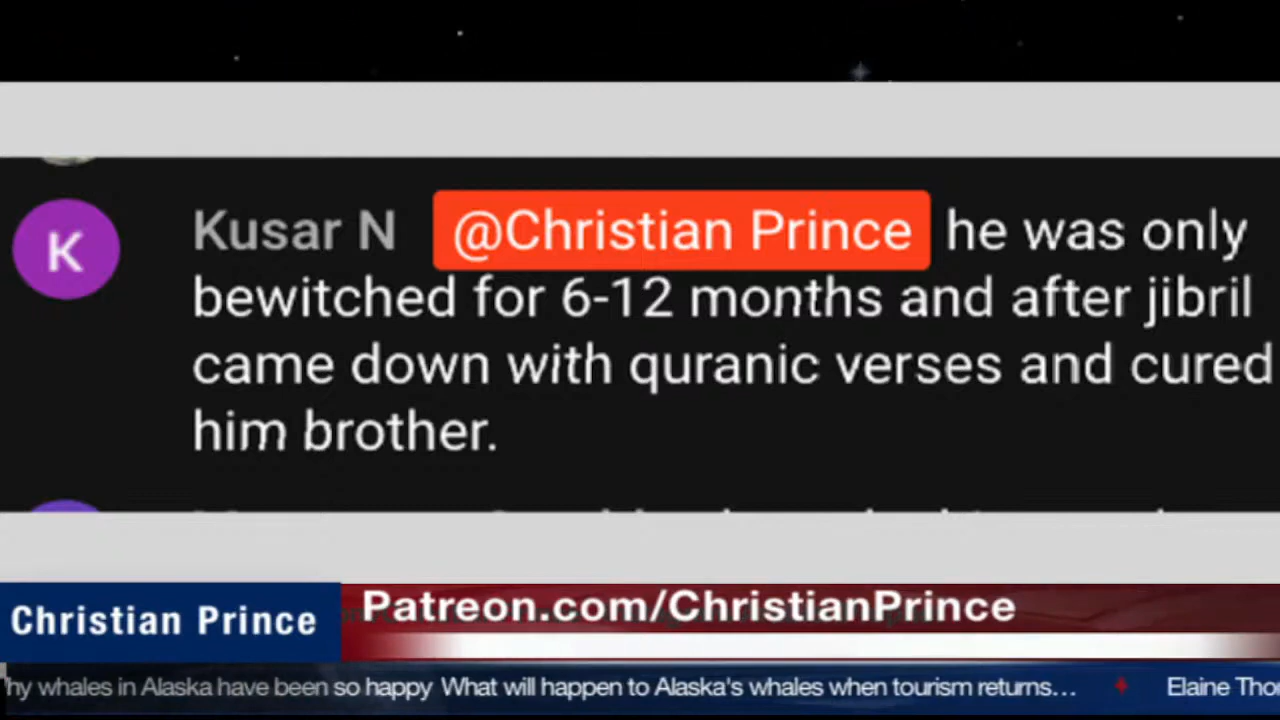 K
Kusar N @Christian Prince he was only
bewitched for 6-12 months and after jibril
came down with quranic verses and cured
him brother.
Christian Prince
Patreon.com/ChristianPrince
hy whales in Alaska have been so happy What will happen to Alaska's whales when tourism returns... Elaine Thor